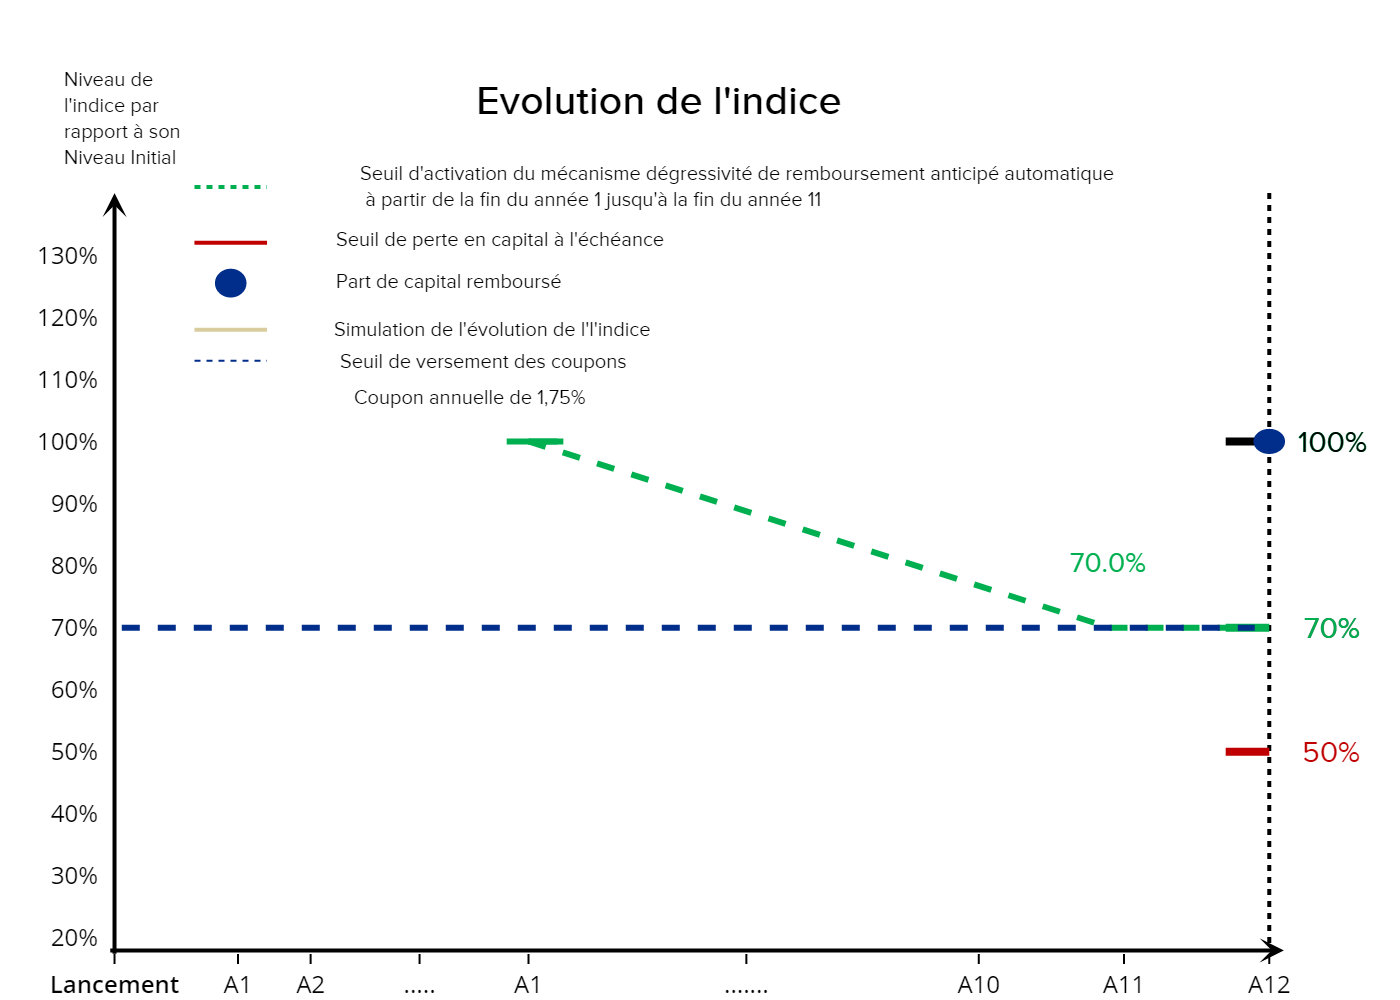 Niveau de
l'indice par
rapport à son
Niveau Initial
Evolution de l'indice
Seuil d'activation du mécanisme dégressivité de remboursement anticipé automatique
à partir de la fin du année 1 jusqu'à la fin du année 11
Seuil de perte en capital à l'échéance
Part de capital remboursé
Simulation de l'évolution de l'l'indice
Seuil de versement des coupons
Coupon annuelle de 1,75%
130%
120%
110%
100%
90%
80%
70%
60%
50%
40%
30%
20%
70.0%
100%
70%
50%
Lancement A1 A2 ..... A1 ....... A10 A11 A12